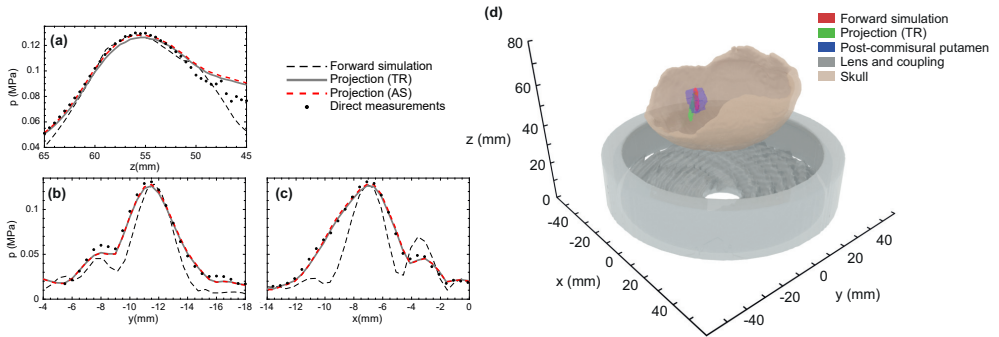 (a)
p (MPa)
0.12
0.10
0.08
0.06
0.04
65
60
55
50
45
z(mm)
Forward simulation
Projection (TR)
Projection (AS)
Direct measurements
(b)
p (MPa)
0.1
0.05
0
-4
-6
-8
-10
-12
-14
-16
-18
y(mm)
(c)
-14
-12
-10
-8
-6
-4
-2
0
x(mm)
(d)
Forward simulation
Projection (TR)
Post-commisural putamen
Lens and coupling
Skull
80
60
40
20
0
z (mm)
-40
-20
0
20
40
x (mm)
-40
-20
0
20
40
y (mm)